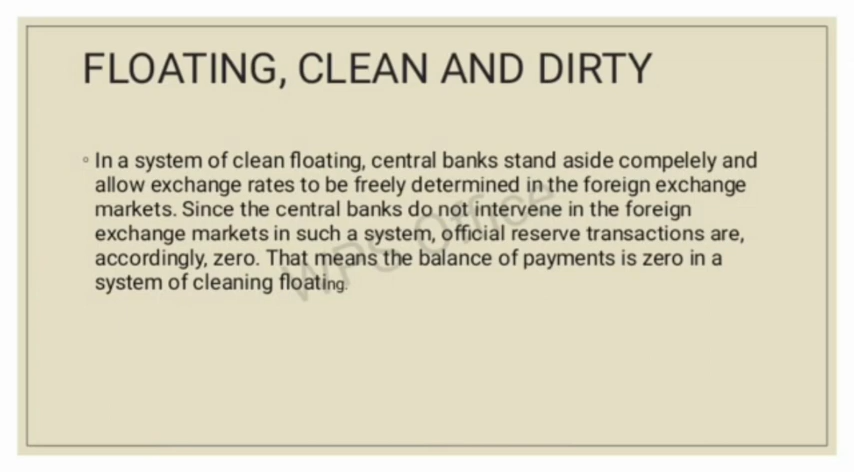 FLOATING, CLEAN AND DIRTY
◦ In a system of clean floating, central banks stand aside compelely and
allow exchange rates to be freely determined in the foreign exchange
markets. Since the central banks do not intervene in the foreign
exchange markets in such a system, official reserve transactions are,
accordingly, zero. That means the balance of payments is zero in a
system of cleaning floating.
WPS Office